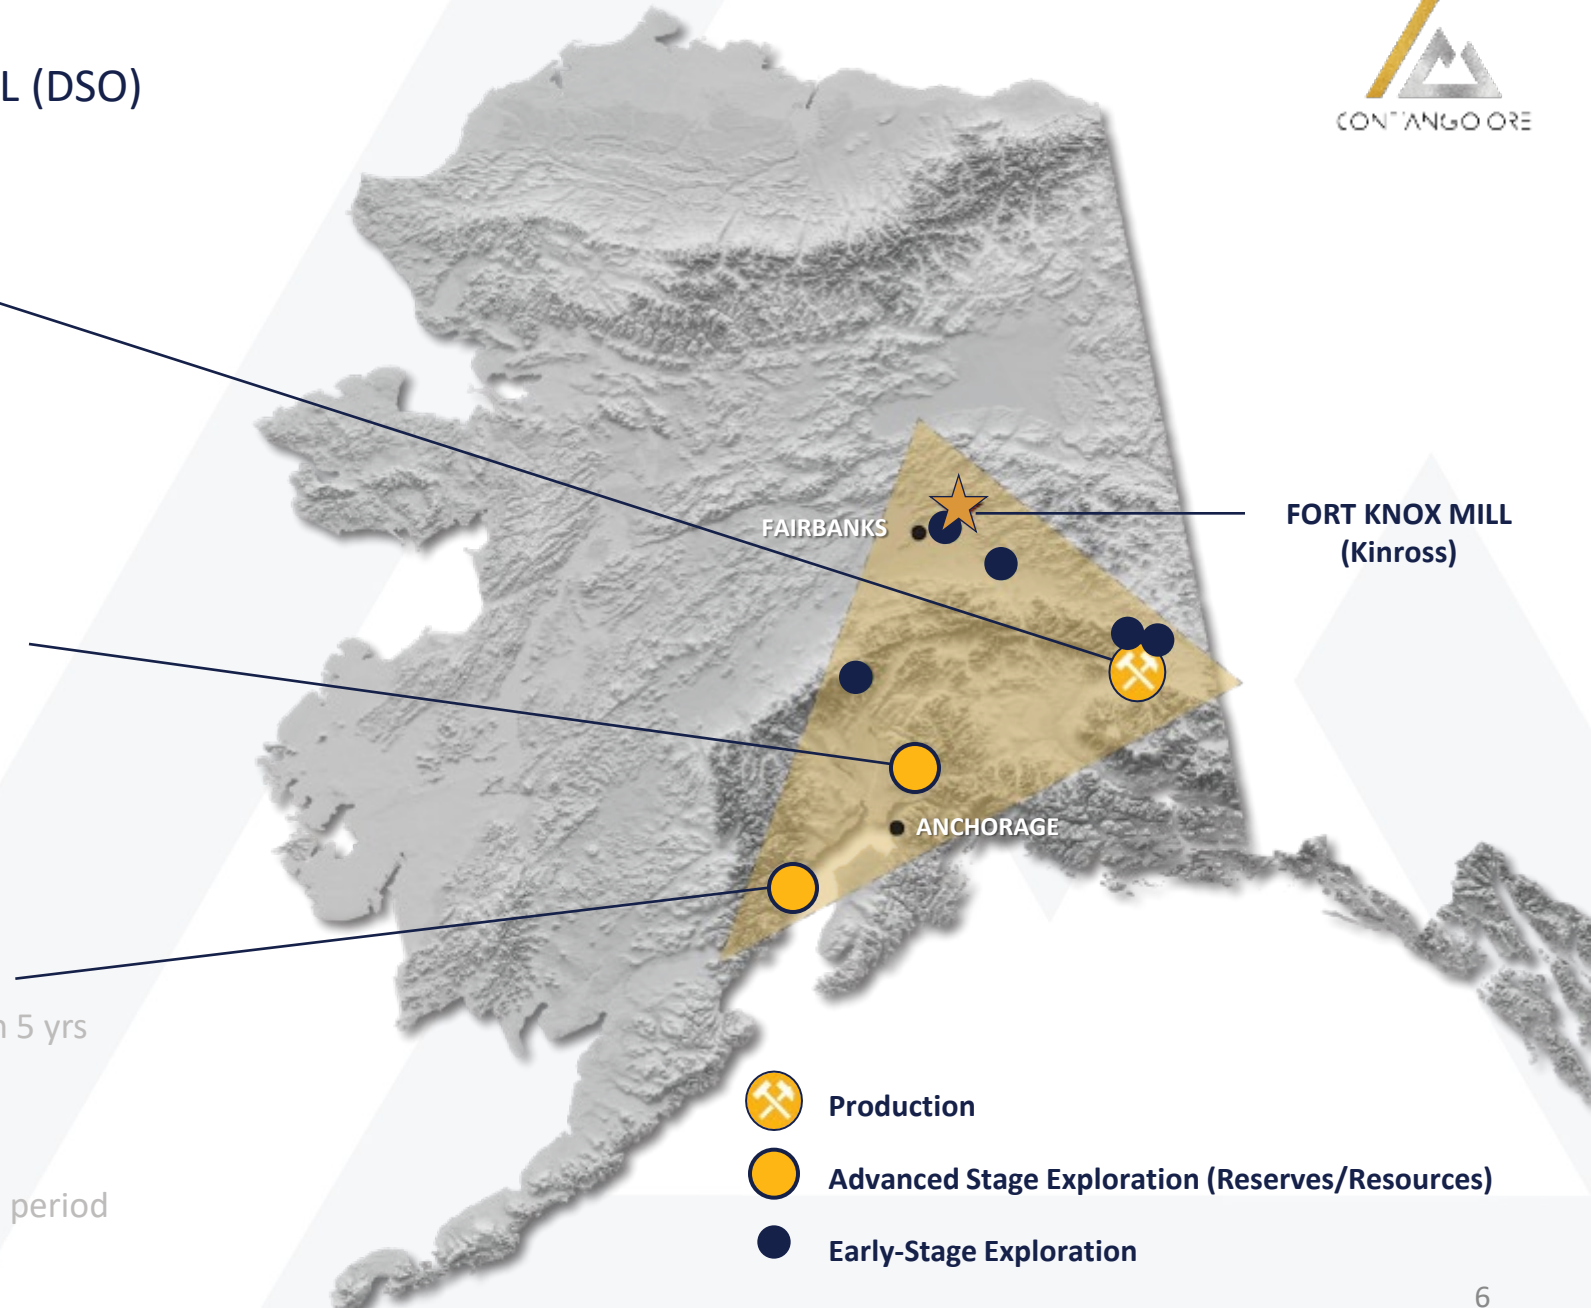 L (DSO)
CONTANGO ORE
FAIRBANKS
FORT KNOX MILL
(Kinross)
ANCHORAGE
5 yrs
period
Production
Advanced Stage Exploration (Reserves/Resources)
Early-Stage Exploration
6